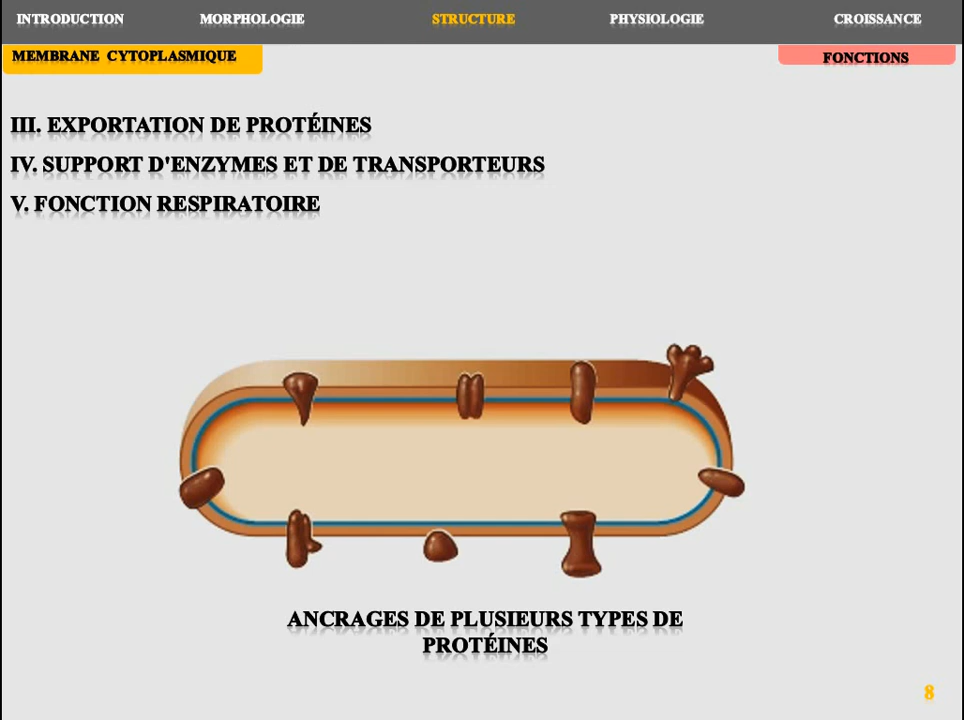 INTRODUCTION MORPHOLOGIE STRUCTURE PHYSIOLOGIE CROISSANCE
MEMBRANE CYTOPLASMIQUE FONCTIONS
III. EXPORTATION DE PROTÉINES
IV. SUPPORT D'ENZYMES ET DE TRANSPORTEURS
V. FONCTION RESPIRATOIRE
ANCRAGES DE PLUSIEURS TYPES DE
PROTÉINES
8